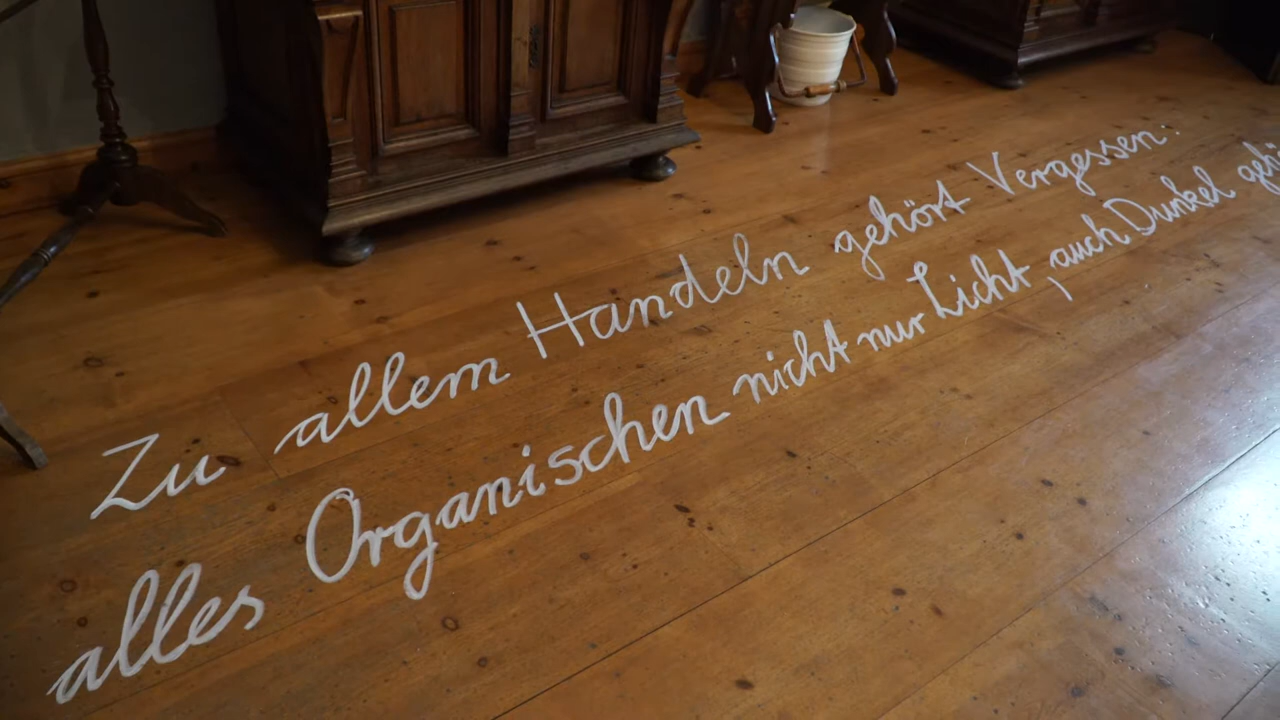 Zu allem Handeln gehört Vergessen:
alles Organischen nicht nur Licht, auch Dunkel